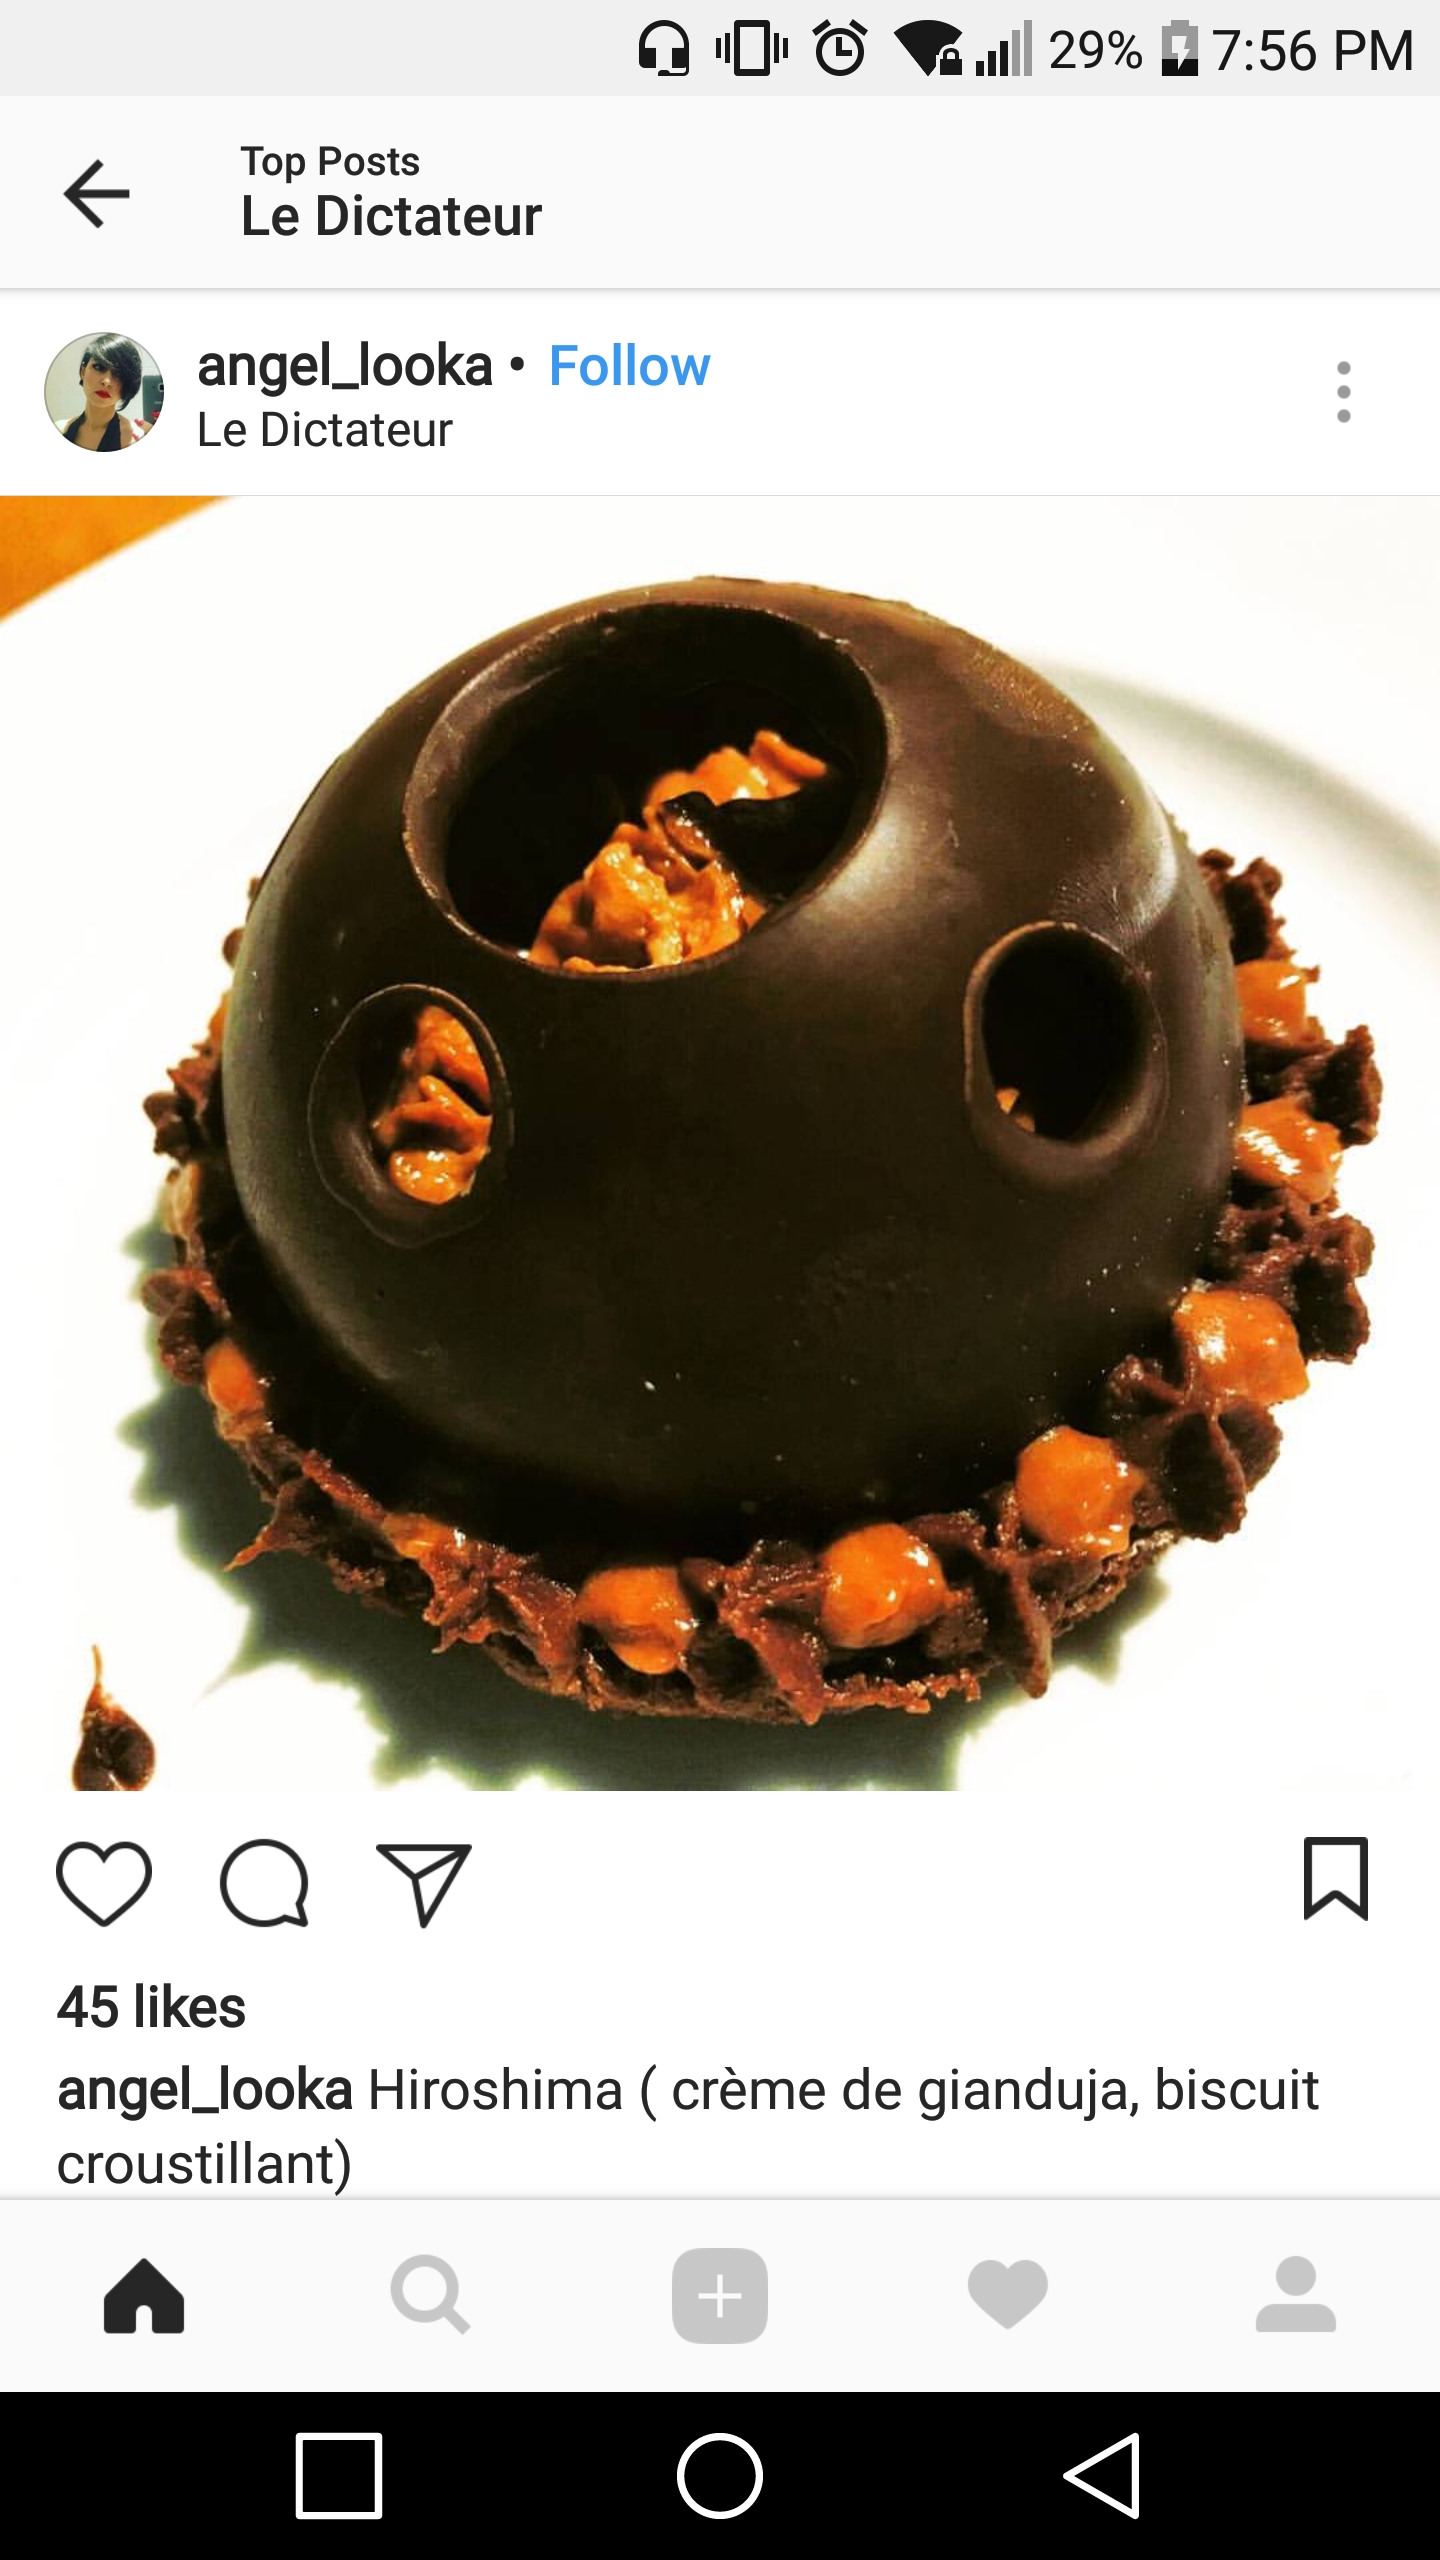 29% 7:56 PM
Top Posts
Le Dictateur
angel_looka • Follow
Le Dictateur
45 likes
angel_looka Hiroshima ( crème de gianduja, biscuit
croustillant)